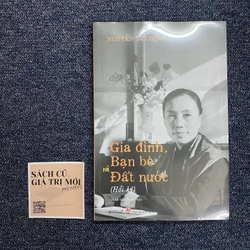 Gia đình,
Bạn bè
và
Đất nước
(Hồi ký)
SÁCH CŨ
GIÁ TRỊ MỚI